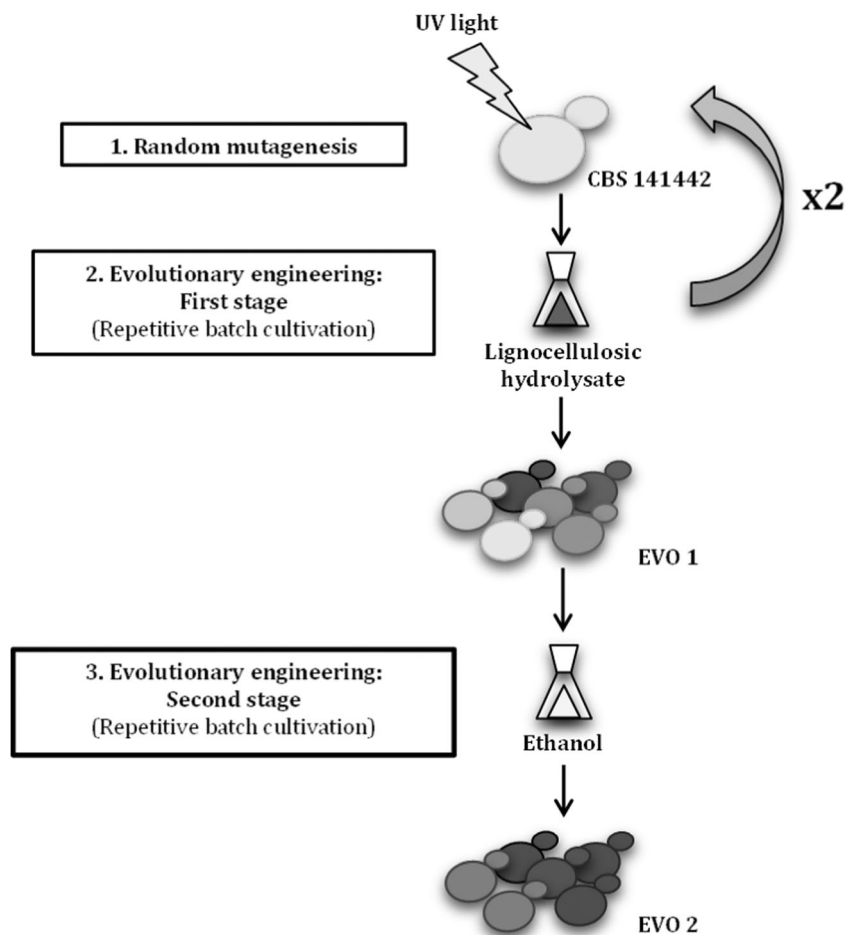 UV light
1. Random mutagenesis
CBS 141442
x2
2. Evolutionary engineering:
First stage
(Repetitive batch cultivation)
Lignocellulosic
hydrolysate
EVO 1
3. Evolutionary engineering:
Second stage
(Repetitive batch cultivation)
Ethanol
EVO 2